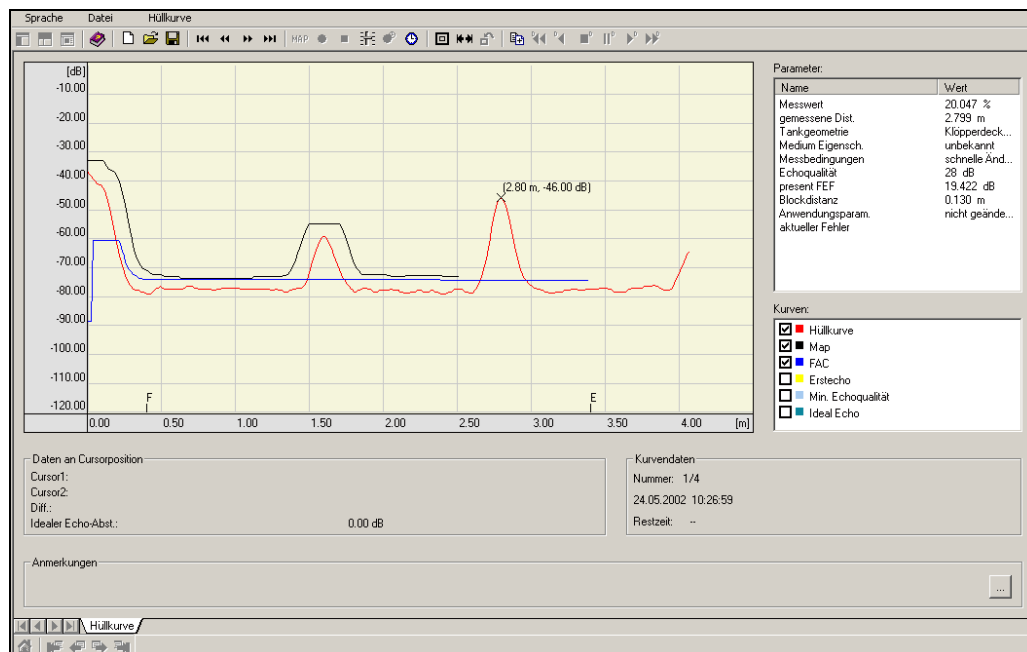 Sprache Datei Hüllkurve
MAP
[dB]
-10.00
-20.00
-30.00
-40.00
-50.00
-60.00
-70.00
-80.00
-90.00
-100.00
-110.00
-120.00
(2.80 m, -46.00 dB)
F E
0.00 0.50 1.00 1.50 2.00 2.50 3.00 3.50 4.00 [m]
Parameter:
Name Wert
Messwert 20.047 %
gemessene Dist. 2.799 m
Tankgeometrie Klöpperdeck...
Medium Eigensch. unbekannt
Messbedingungen schnelle Änd...
Echoqualität 28 dB
present FEF 19.422 dB
Blockdistanz 0.130 m
Anwendungsparam. nicht geände...
aktueller Fehler
Kurven:
Hüllkurve
Map
FAC
Erstecho
Min. Echoqualität
Ideal Echo
Daten an Cursorposition
Cursor1:
Cursor2:
Diff.:
Idealer Echo-Abst.: 0.00 dB
Kurvendaten
Nummer: 1/4
24.05.2002 10:26:59
Restzeit: --
Anmerkungen
...
Hüllkurve